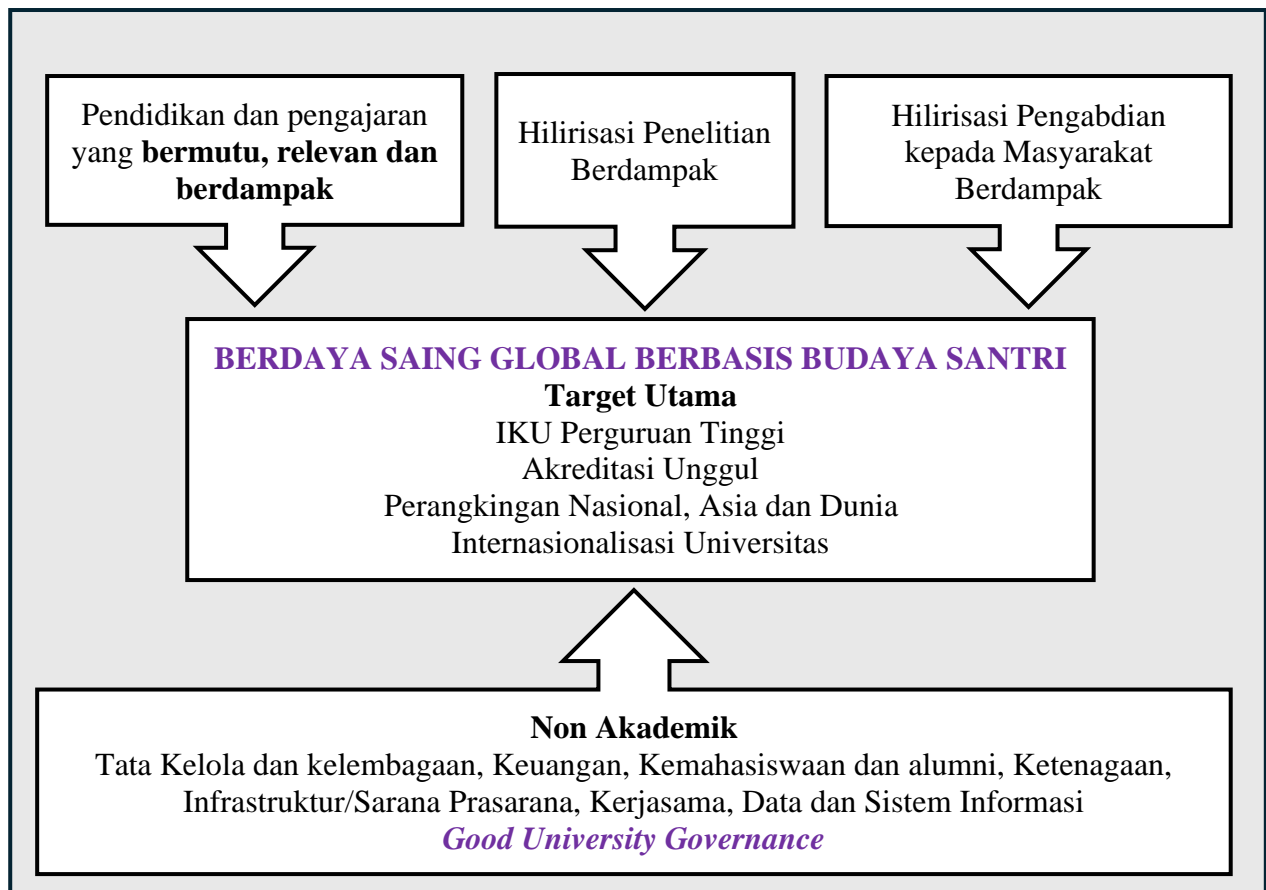 Pendidikan dan pengajaran
yang bermutu, relevan dan
berdampak
Hilirisasi Penelitian
Berdampak
Hilirisasi Pengabdian
kepada Masyarakat
Berdampak
BERDAYA SAING GLOBAL BERBASIS BUDAYA SANTRI
Target Utama
IKU Perguruan Tinggi
Akreditasi Unggul
Perangkingan Nasional, Asia dan Dunia
Internasionalisasi Universitas
Non Akademik
Tata Kelola dan kelembagaan, Keuangan, Kemahasiswaan dan alumni, Ketenagaan,
Infrastruktur/Sarana Prasarana, Kerjasama, Data dan Sistem Informasi
Good University Governance